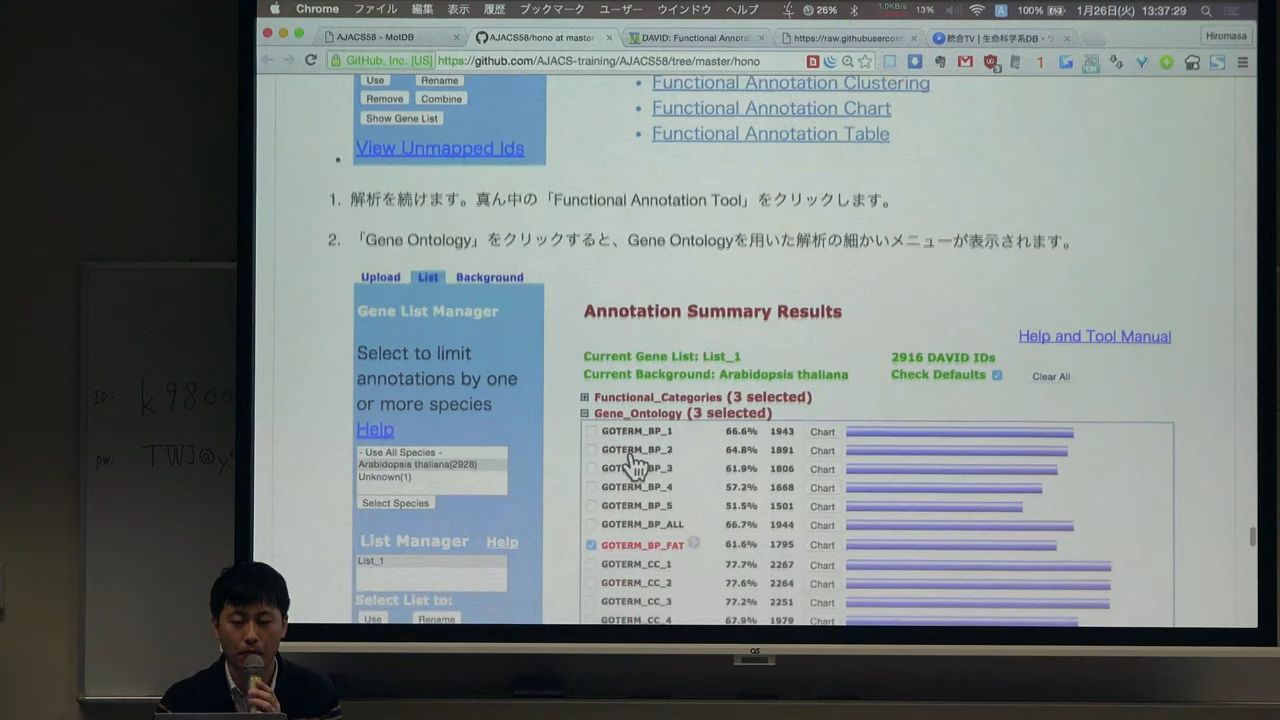 Chrome ファイル 編集 表示 履歴 ブックマーク ユーザー ウインドウ ヘルプ 26% 13% 100% 1月26日(火) 13:37:29
AJACS58 - MotDB AJACS58/hono at master DAVID: Functional Annota https://raw.githubusercont 統合TV | 生命科学系DB・ Hiromasa
GitHub, Inc. [US] https://github.com/AJACS-training/AJACS58/tree/master/hono
Use Rename
Remove Combine
Show Gene List
View Unmapped Ids
Functional Annotation Clustering
Functional Annotation Chart
Functional Annotation Table
1. 解析を続けます。真ん中の「Functional Annotation Tool」をクリックします。
2. 「Gene Ontology」をクリックすると、Gene Ontologyを用いた解析の細かいメニューが表示されます。
Upload List Background
Gene List Manager
Select to limit
annotations by one
or more species
Help
- Use All Species -
Arabidopsis thaliana(2928)
Unknown(1)
Select Species
List Manager Help
List_1
Select List to:
Use Rename
Annotation Summary Results
Help and Tool Manual
Current Gene List: List_1 2916 DAVID IDs
Current Background: Arabidopsis thaliana Check Defaults Clear All
Functional_Categories (3 selected)
Gene_Ontology (3 selected)
GOTERM_BP_1 66.6% 1943 Chart
GOTERM_BP_2 64.8% 1891 Chart
GOTERM_BP_3 61.9% 1806 Chart
GOTERM_BP_4 57.2% 1668 Chart
GOTERM_BP_5 51.5% 1501 Chart
GOTERM_BP_ALL 66.7% 1944 Chart
GOTERM_BP_FAT 61.6% 1795 Chart
GOTERM_CC_1 77.7% 2267 Chart
GOTERM_CC_2 77.6% 2264 Chart
GOTERM_CC_3 77.2% 2251 Chart
GOTERM_CC_4 67.9% 1979 Chart
ID: k9800
pw. TWJ@y